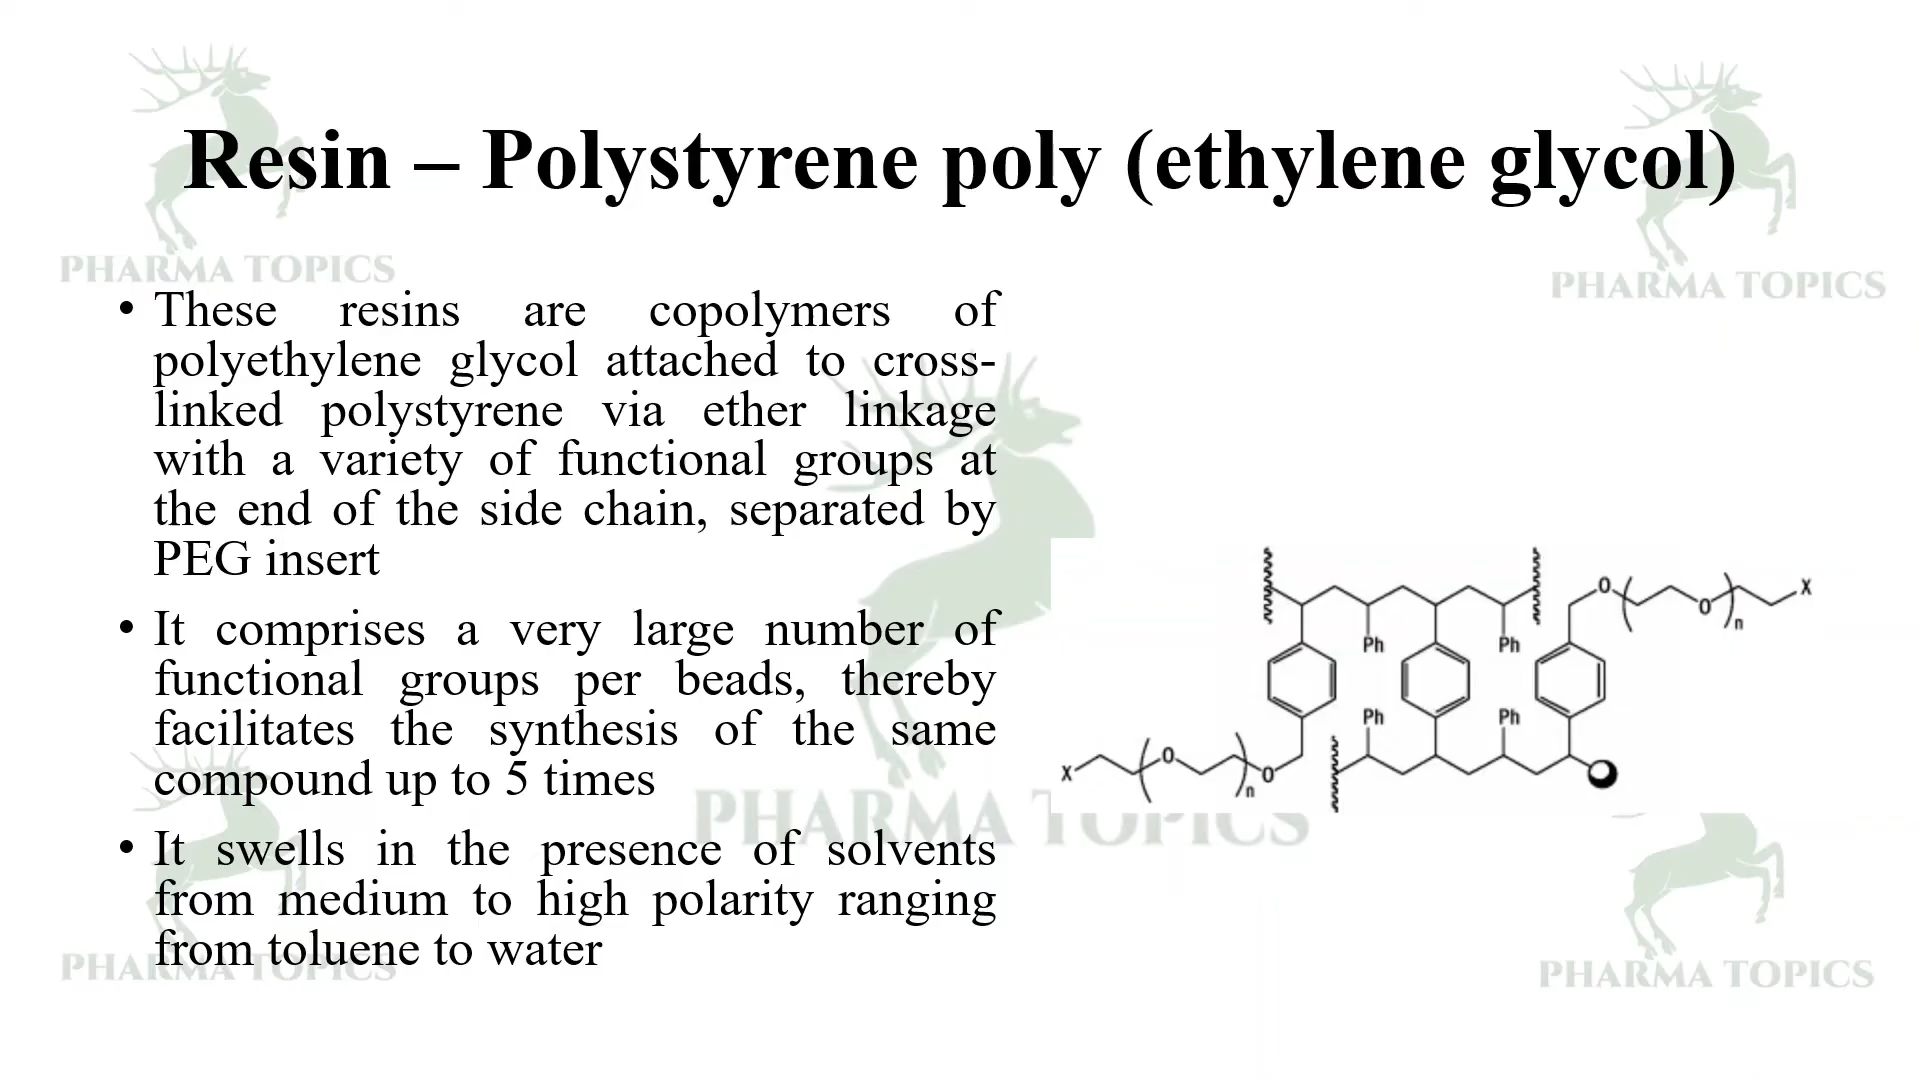 Resin – Polystyrene poly (ethylene glycol)
PHARMA TOPICS
PHARMA TOPICS
• These resins are copolymers of
polyethylene glycol attached to cross-
linked polystyrene via ether linkage
with a variety of functional groups at
the end of the side chain, separated by
PEG insert
• It comprises a very large number of
functional groups per beads, thereby
facilitates the synthesis of the same
compound up to 5 times
• It swells in the presence of solvents
from medium to high polarity ranging
from toluene to water
O O n X
Ph Ph
Ph Ph
X O n O
PHARMA TOPICS
PHARMA TOPICS
PHARMA TOPICS